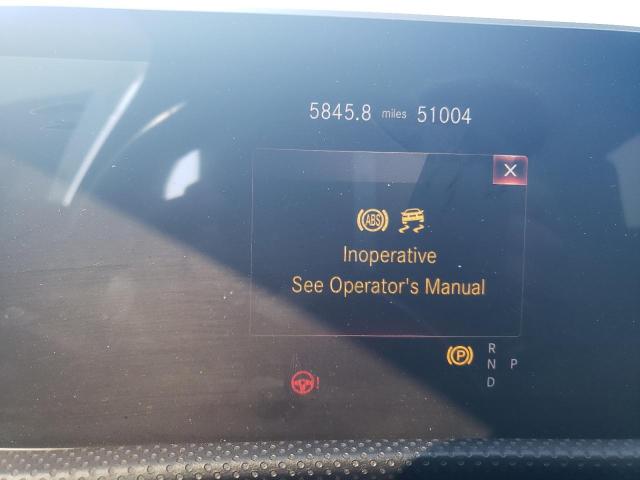 5845.8 miles 51004
ABS
Inoperative
See Operator's Manual
R
N P
D
P
!